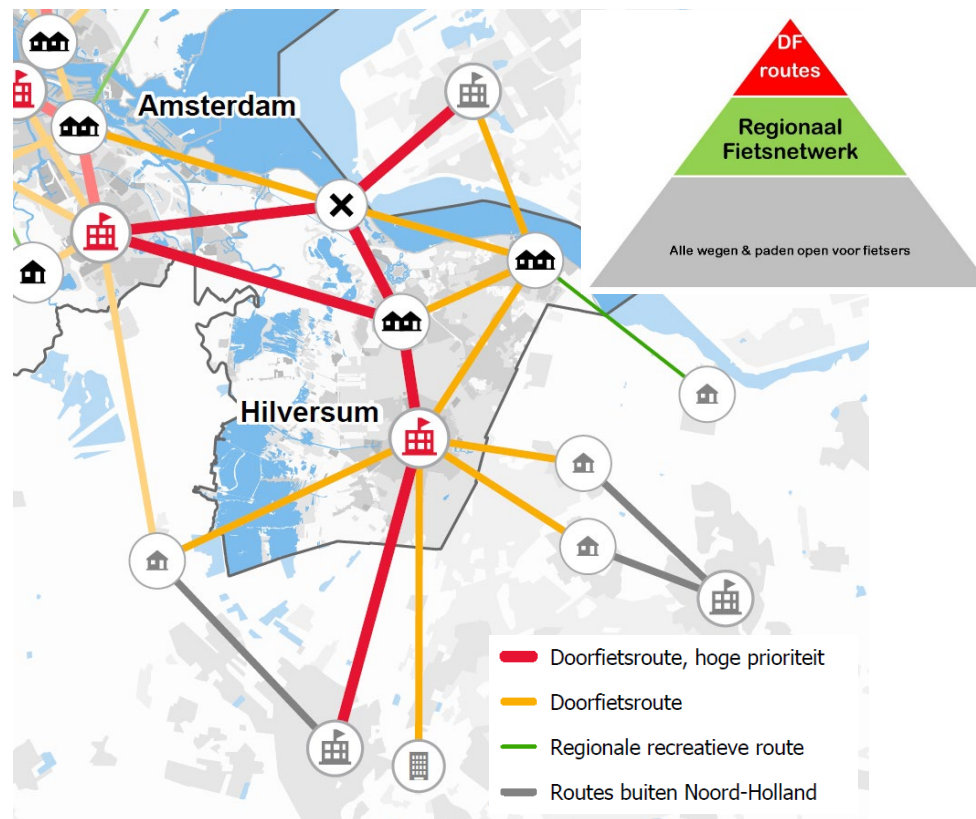 Amsterdam
DF
routes
Regionaal
Fietsnetwerk
Alle wegen & paden open voor fietsers
Hilversum
Doorfietsroute, hoge prioriteit
Doorfietsroute
Regionale recreatieve route
Routes buiten Noord-Holland